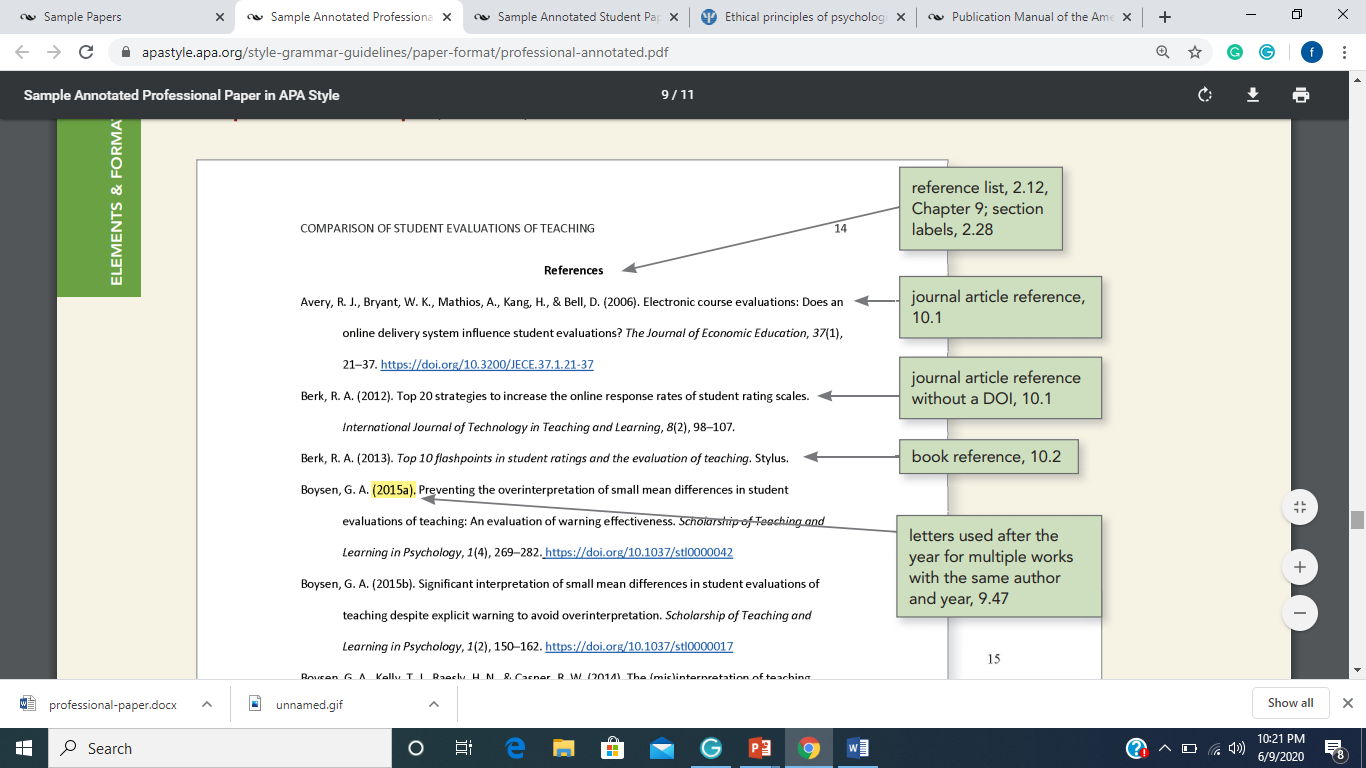 Sample Papers
Sample Annotated Professiona
Sample Annotated Student Pap
Ethical principles of psycholog
Publication Manual of the Ame
apastyle.apa.org/style-grammar-guidelines/paper-format/professional-annotated.pdf
f
Sample Annotated Professional Paper in APA Style
9 / 11
ELEMENTS & FORMA
reference list, 2.12,
Chapter 9; section
labels, 2.28
COMPARISON OF STUDENT EVALUATIONS OF TEACHING 14
References
Avery, R. J., Bryant, W. K., Mathios, A., Kang, H., & Bell, D. (2006). Electronic course evaluations: Does an
online delivery system influence student evaluations? The Journal of Economic Education, 37(1),
21–37. https://doi.org/10.3200/JECE.37.1.21-37
journal article reference,
10.1
Berk, R. A. (2012). Top 20 strategies to increase the online response rates of student rating scales.
International Journal of Technology in Teaching and Learning, 8(2), 98–107.
journal article reference
without a DOI, 10.1
Berk, R. A. (2013). Top 10 flashpoints in student ratings and the evaluation of teaching. Stylus.
book reference, 10.2
Boysen, G. A. (2015a). Preventing the overinterpretation of small mean differences in student
evaluations of teaching: An evaluation of warning effectiveness. Scholarship of Teaching and
Learning in Psychology, 1(4), 269–282. https://doi.org/10.1037/stl0000042
letters used after the
year for multiple works
with the same author
and year, 9.47
Boysen, G. A. (2015b). Significant interpretation of small mean differences in student evaluations of
teaching despite explicit warning to avoid overinterpretation. Scholarship of Teaching and
Learning in Psychology, 1(2), 150–162. https://doi.org/10.1037/stl0000017
Boysen, G. A., Kelly, T. J., Raesly, H. N., & Casner, R. W. (2014). The (mis)interpretation of teaching
15
professional-paper.docx
unnamed.gif
Show all
Search
10:21 PM
6/9/2020
8